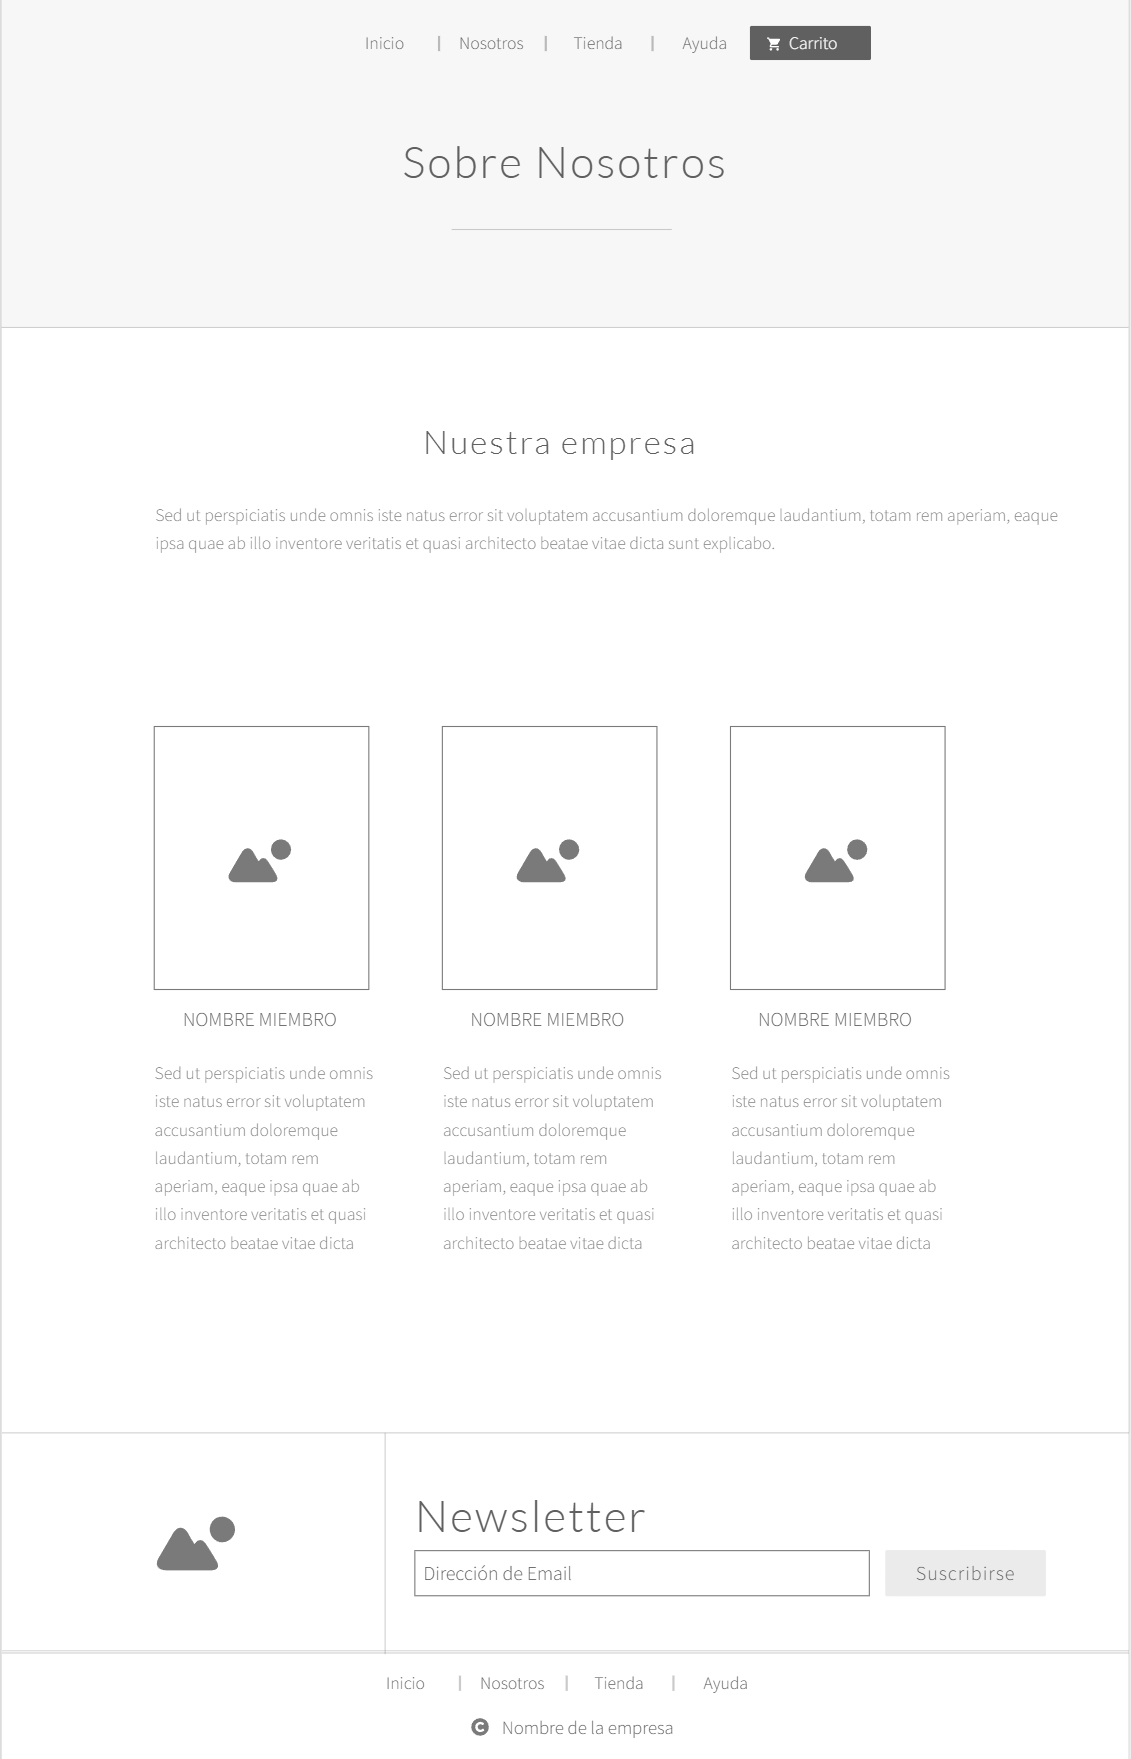 Inicio | Nosotros | Tienda | Ayuda Carrito
Sobre Nosotros
Nuestra empresa
Sed ut perspiciatis unde omnis iste natus error sit voluptatem accusantium doloremque laudantium, totam rem aperiam, eaque
ipsa quae ab illo inventore veritatis et quasi architecto beatae vitae dicta sunt explicabo.
NOMBRE MIEMBRO
Sed ut perspiciatis unde omnis
iste natus error sit voluptatem
accusantium doloremque
laudantium, totam rem
aperiam, eaque ipsa quae ab
illo inventore veritatis et quasi
architecto beatae vitae dicta
NOMBRE MIEMBRO
Sed ut perspiciatis unde omnis
iste natus error sit voluptatem
accusantium doloremque
laudantium, totam rem
aperiam, eaque ipsa quae ab
illo inventore veritatis et quasi
architecto beatae vitae dicta
NOMBRE MIEMBRO
Sed ut perspiciatis unde omnis
iste natus error sit voluptatem
accusantium doloremque
laudantium, totam rem
aperiam, eaque ipsa quae ab
illo inventore veritatis et quasi
architecto beatae vitae dicta
Newsletter
Dirección de Email
Suscribirse
Inicio | Nosotros | Tienda | Ayuda
© Nombre de la empresa